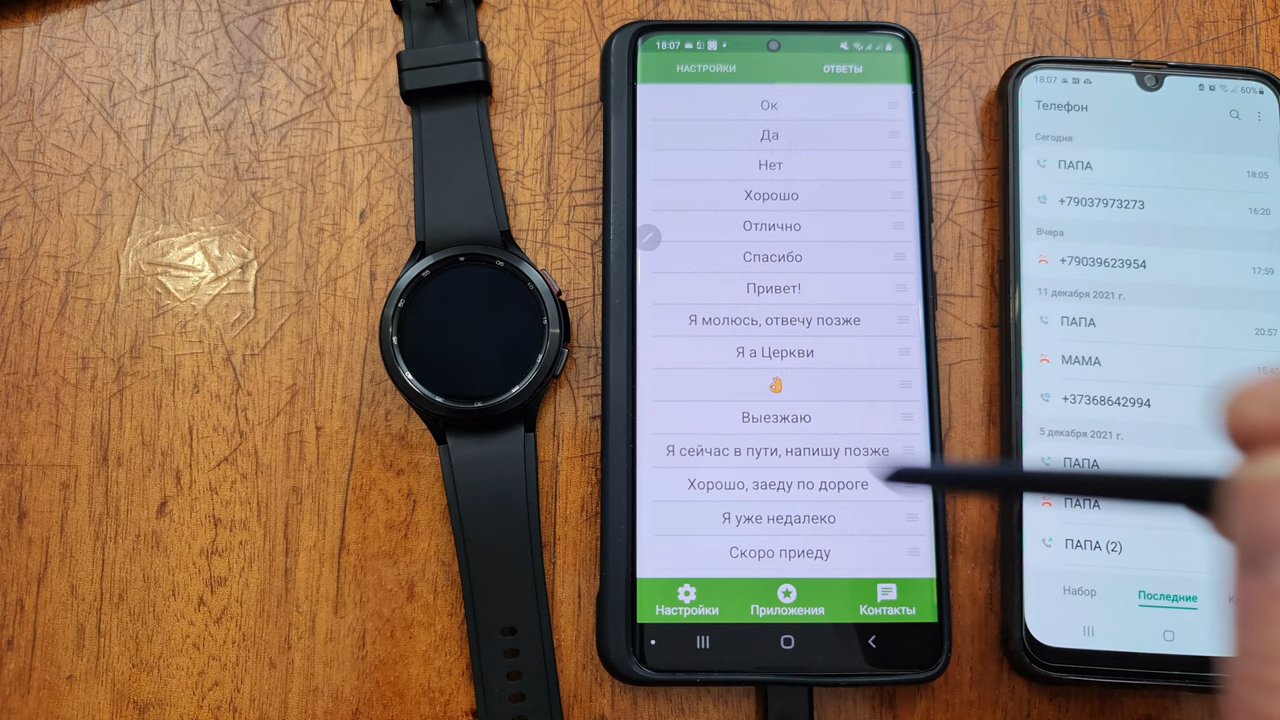 18:07
НАСТРОЙКИ
ОТВЕТЫ
Ок
Да
Нет
Хорошо
Отлично
Спасибо
Привет!
Я молюсь, отвечу позже
Я а Церкви
👌
Выезжаю
Я сейчас в пути, напишу позже
Хорошо, заеду по дороге
Я уже недалеко
Скоро приеду
Настройки
Приложения
Контакты
18:07
60%
Телефон
Сегодня
ПАПА
18:05
+79037973273
16:20
Вчера
+79039623954
17:59
11 декабря 2021 г.
ПАПА
20:57
МАМА
+37368642994
5 декабря 2021 г.
ПАПА
ПАПА
ПАПА (2)
Набор
Последние